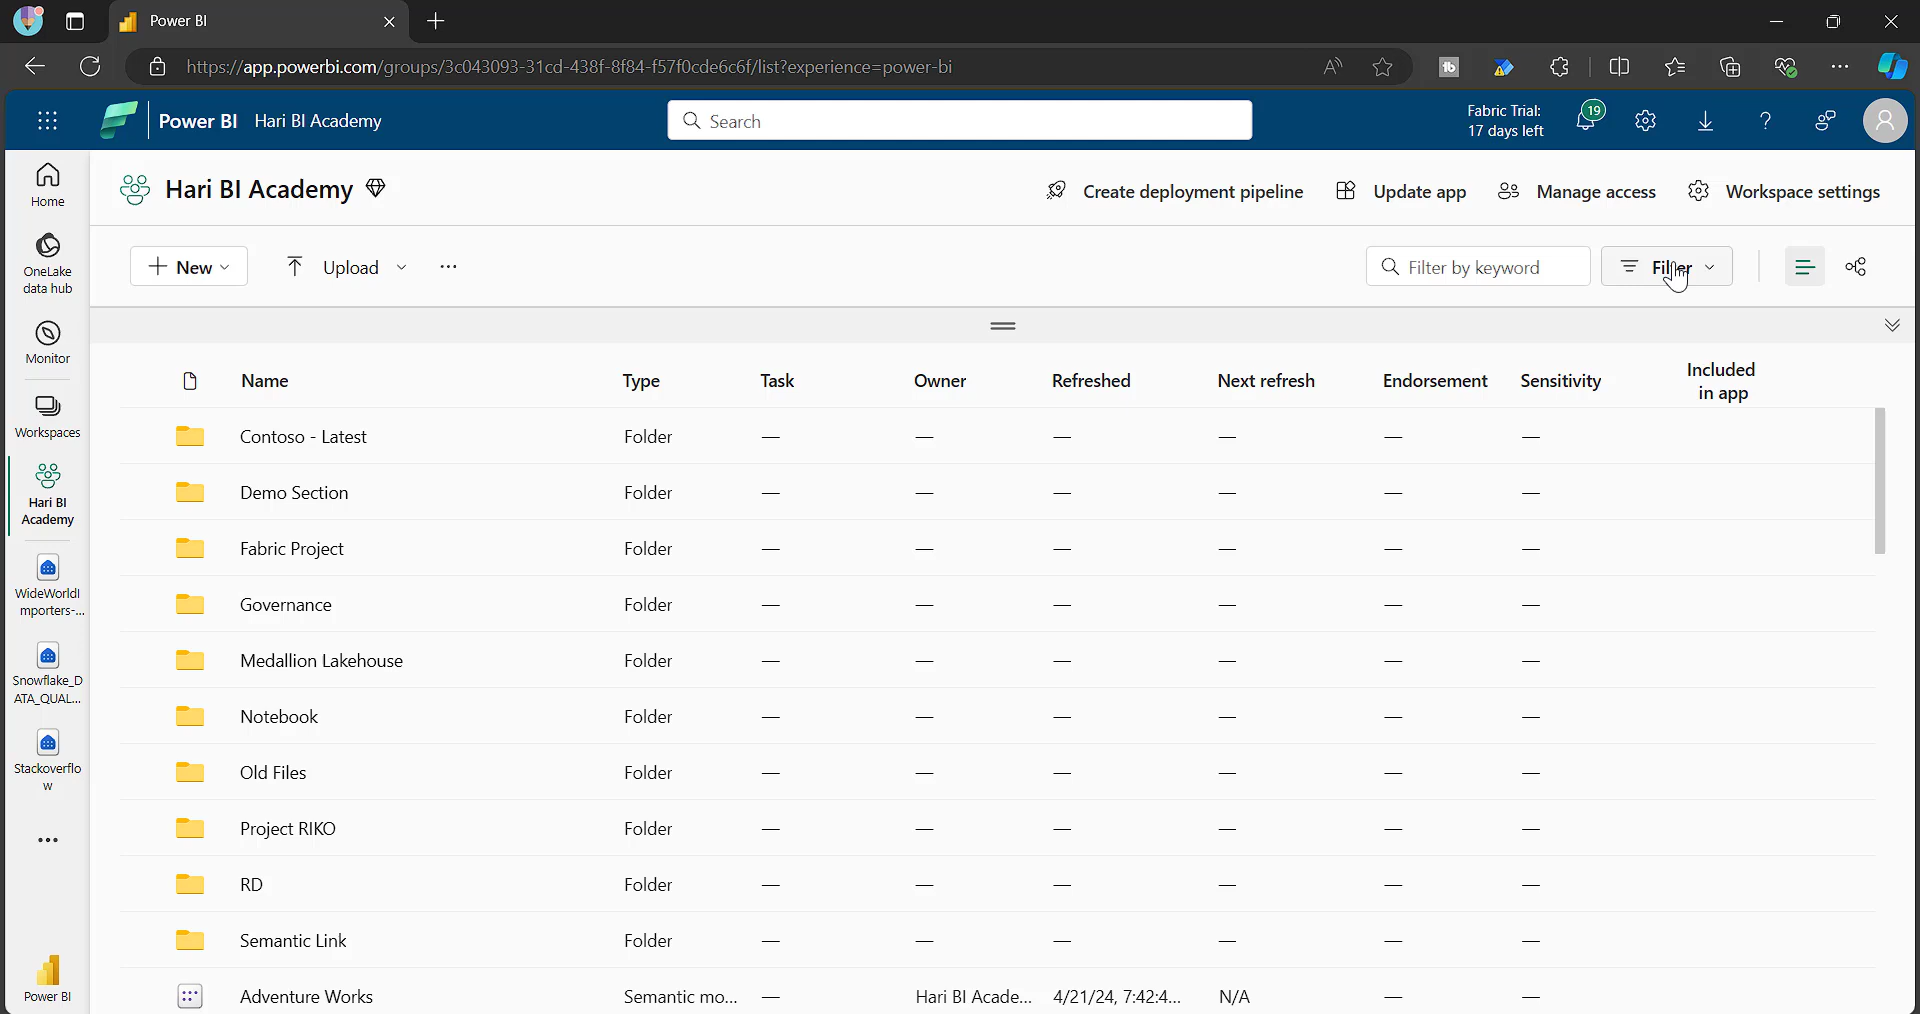 Power BI
https://app.powerbi.com/groups/3c043093-31cd-438f-8f84-f57f0cde6c6f/list?experience=power-bi
Power BI Hari BI Academy
Search
Fabric Trial:
17 days left
19
Home
OneLake
data hub
Monitor
Workspaces
Hari BI
Academy
WideWorldI
mporters-...
Snowflake_D
ATA_QUAL...
Stackoverflo
w
Power BI
Hari BI Academy
Create deployment pipeline
Update app
Manage access
Workspace settings
New
Upload
Filter by keyword
Filter
Name Type Task Owner Refreshed Next refresh Endorsement Sensitivity Included
in app
Contoso - Latest Folder — — — — — —
Demo Section Folder — — — — — —
Fabric Project Folder — — — — — —
Governance Folder — — — — — —
Medallion Lakehouse Folder — — — — — —
Notebook Folder — — — — — —
Old Files Folder — — — — — —
Project RIKO Folder — — — — — —
RD Folder — — — — — —
Semantic Link Folder — — — — — —
Adventure Works Semantic mo... — Hari BI Acade... 4/21/24, 7:42:4... N/A — —